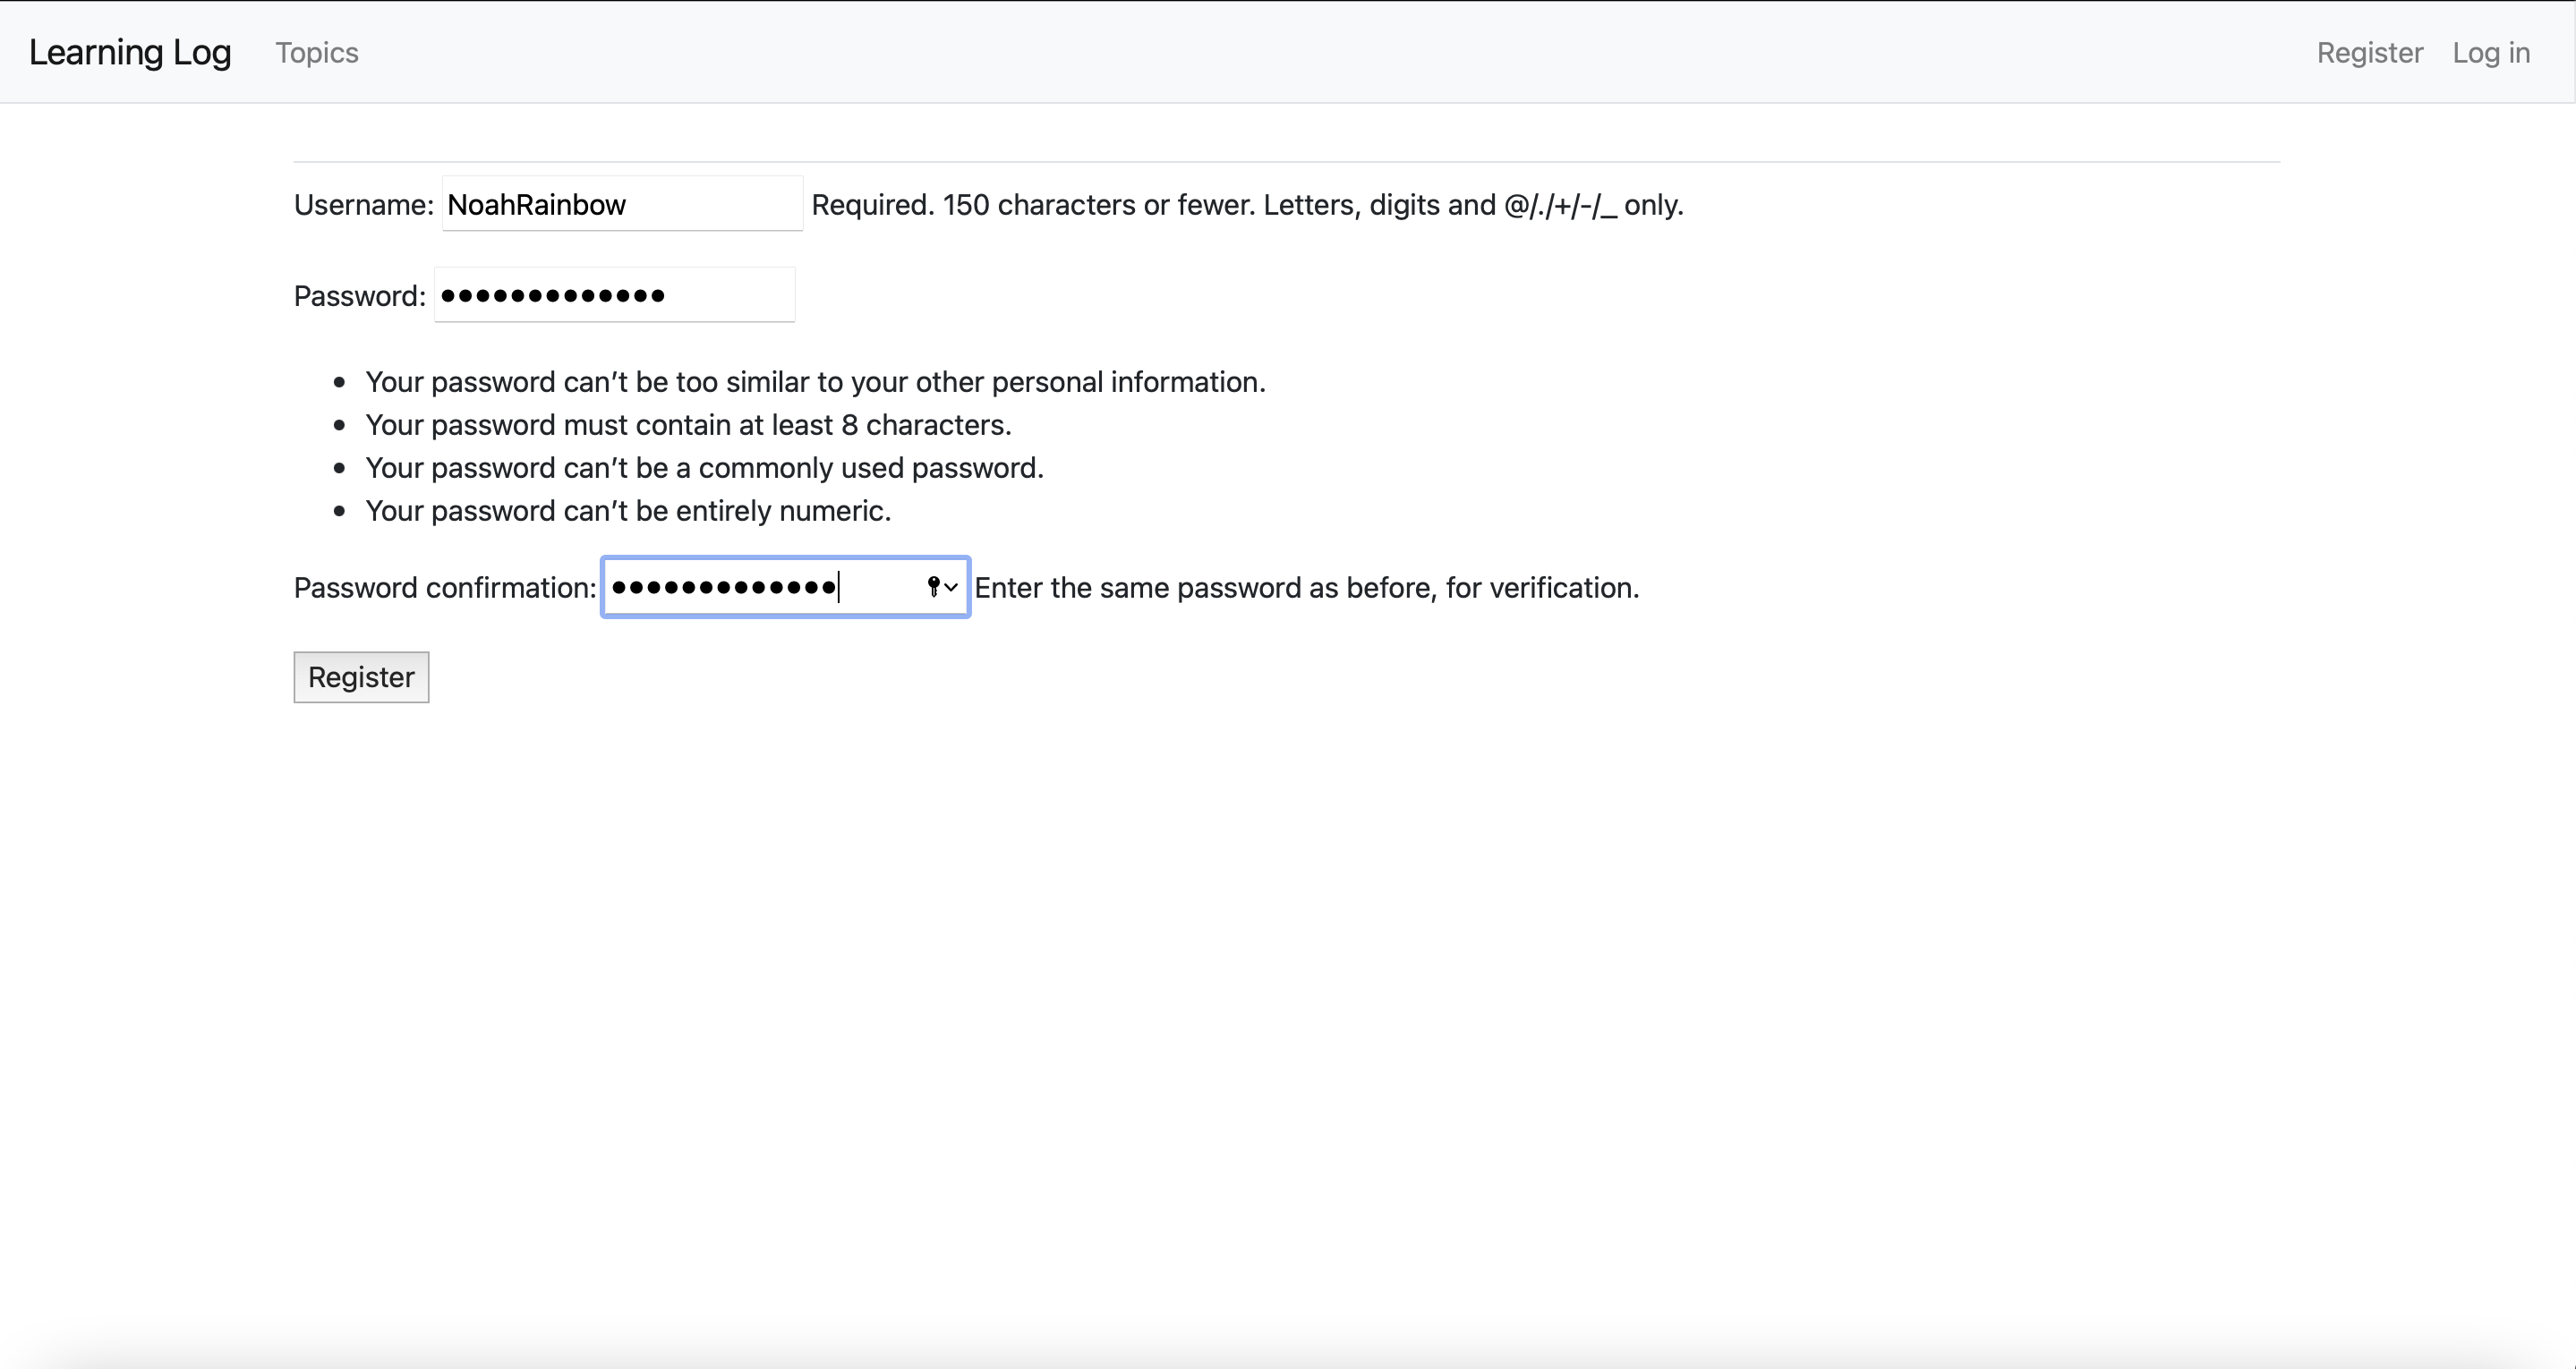 Learning Log Topics Register Log in
Username: NoahRainbow Required. 150 characters or fewer. Letters, digits and @/./+/-/_ only.
Password: •••••••••••••
• Your password can’t be too similar to your other personal information.
• Your password must contain at least 8 characters.
• Your password can’t be a commonly used password.
• Your password can’t be entirely numeric.
Password confirmation: ••••••••••••• Enter the same password as before, for verification.
Register